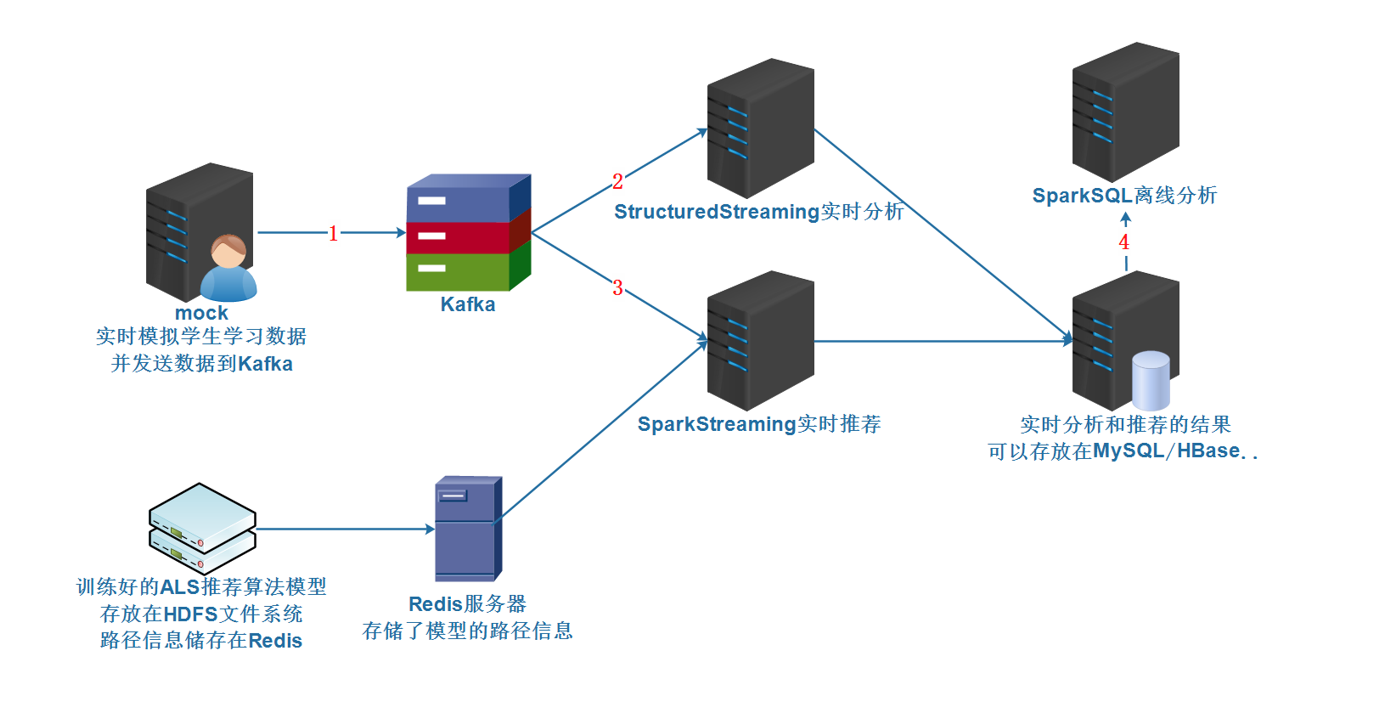 1
2
3
4
mock
实时模拟学生学习数据
并发送数据到Kafka
Kafka
StructuredStreaming实时分析
SparkSQL离线分析
SparkStreaming实时推荐
实时分析和推荐的结果
可以存放在MySQL/HBase..
训练好的ALS推荐算法模型
存放在HDFS文件系统
路径信息储存在Redis
Redis服务器
存储了模型的路径信息